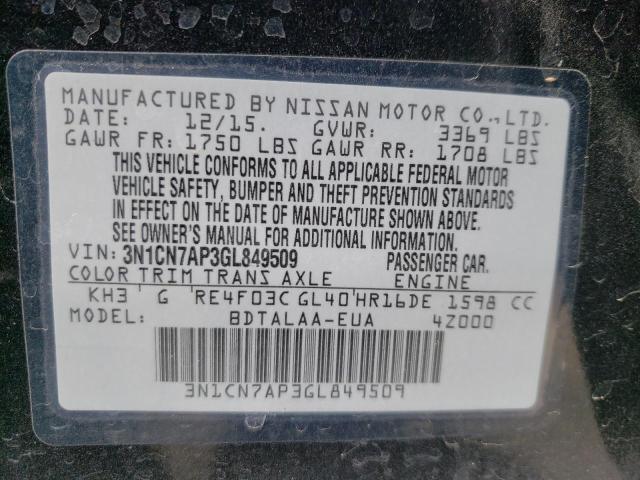 MANUFACTURED BY NISSAN MOTOR CO., LTD.
DATE: 12/15. GVWR: 3369 LBS
GAWR FR: 1750 LBS GAWR RR: 1708 LBS
THIS VEHICLE CONFORMS TO ALL APPLICABLE FEDERAL MOTOR
VEHICLE SAFETY, BUMPER AND THEFT PREVENTION STANDARDS
IN EFFECT ON THE DATE OF MANUFACTURE SHOWN ABOVE.
SEE OWNER'S MANUAL FOR ADDITIONAL INFORMATION.
VIN: 3N1CN7AP3GL849509 PASSENGER CAR.
COLOR TRIM TRANS AXLE ENGINE
KH3 G RE4F03C GL40 HR16DE 1598 CC
MODEL: BDTALAA-EUA 4Z000
3N1CN7AP3GL849509